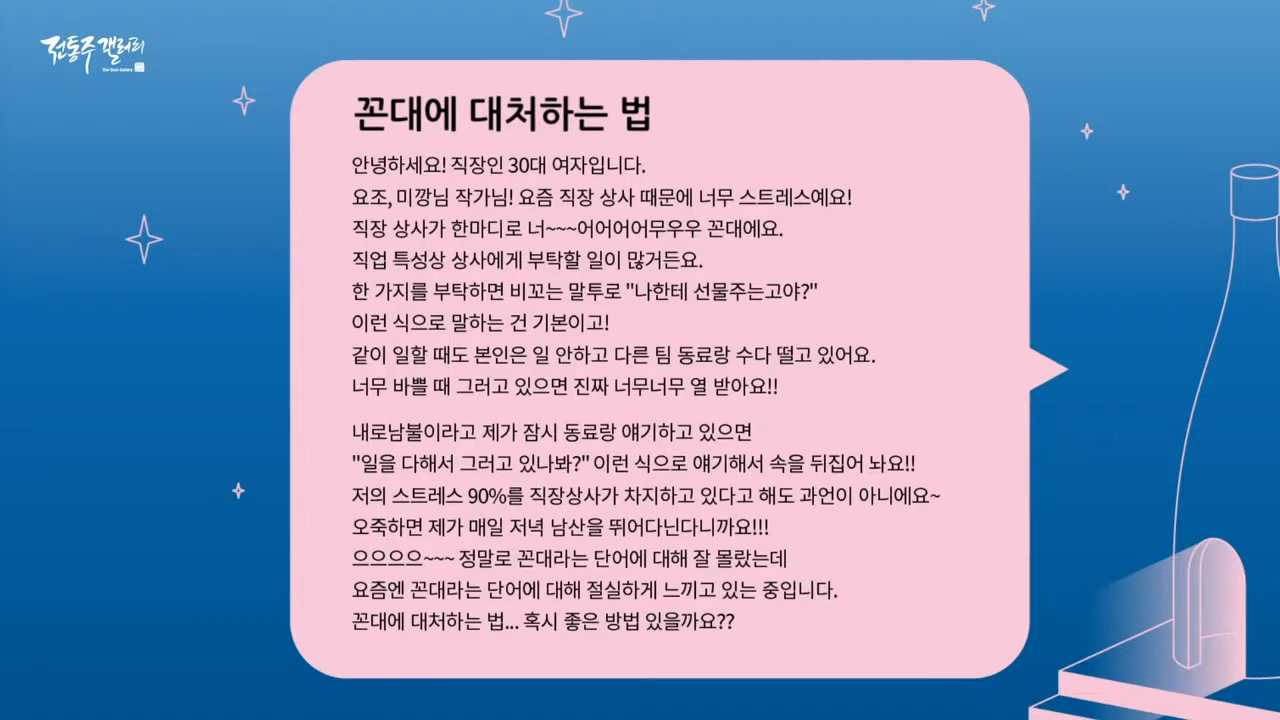 전통주 갤러리
The Sool Gallery
꼰대에 대처하는 법
안녕하세요! 직장인 30대 여자입니다.
요조, 미깡님 작가님! 요즘 직장 상사 때문에 너무 스트레스예요!
직장 상사가 한마디로 너~~~어어어어무우우 꼰대에요.
직업 특성상 상사에게 부탁할 일이 많거든요.
한 가지를 부탁하면 비꼬는 말투로 "나한테 선물주는고야?"
이런 식으로 말하는 건 기본이고!
같이 일할 때도 본인은 일 안하고 다른 팀 동료랑 수다 떨고 있어요.
너무 바쁠 때 그러고 있으면 진짜 너무너무 열 받아요!!
내로남불이라고 제가 잠시 동료랑 얘기하고 있으면
"일을 다해서 그러고 있나봐?" 이런 식으로 얘기해서 속을 뒤집어 놔요!!
저의 스트레스 90%를 직장상사가 차지하고 있다고 해도 과언이 아니에요~
오죽하면 제가 매일 저녁 남산을 뛰어다닌다니까요!!!
으으으으~~~ 정말로 꼰대라는 단어에 대해 잘 몰랐는데
요즘엔 꼰대라는 단어에 대해 절실하게 느끼고 있는 중입니다.
꼰대에 대처하는 법... 혹시 좋은 방법 있을까요??